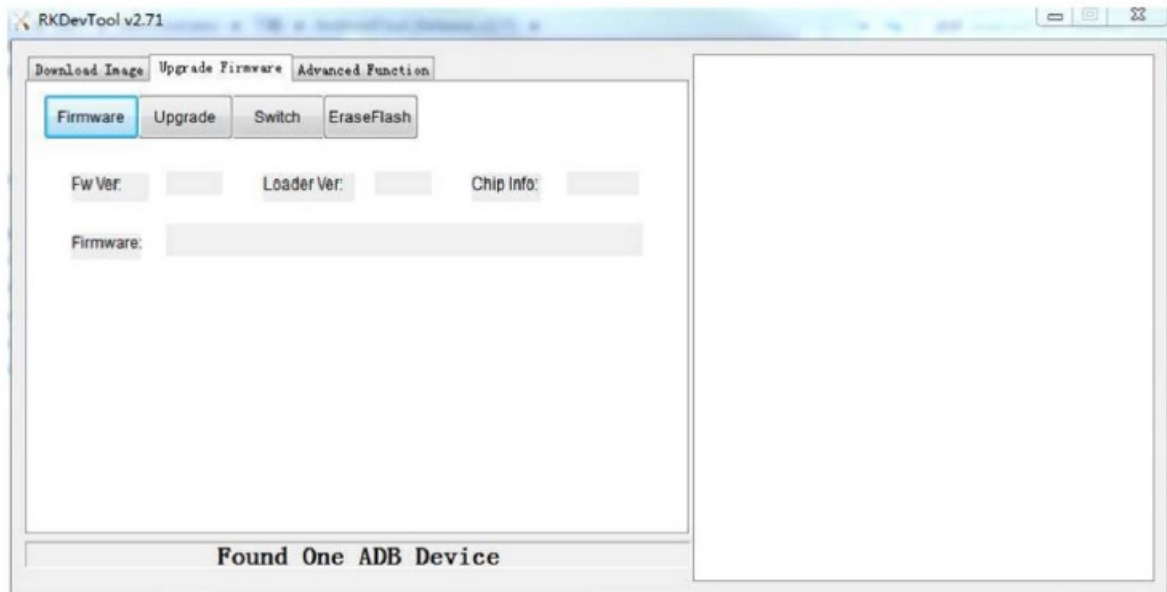 RKDevTool v2.71
Download Image Upgrade Firmware Advanced Function
Firmware Upgrade Switch EraseFlash
Fw Ver: Loader Ver: Chip Info:
Firmware:
Found One ADB Device